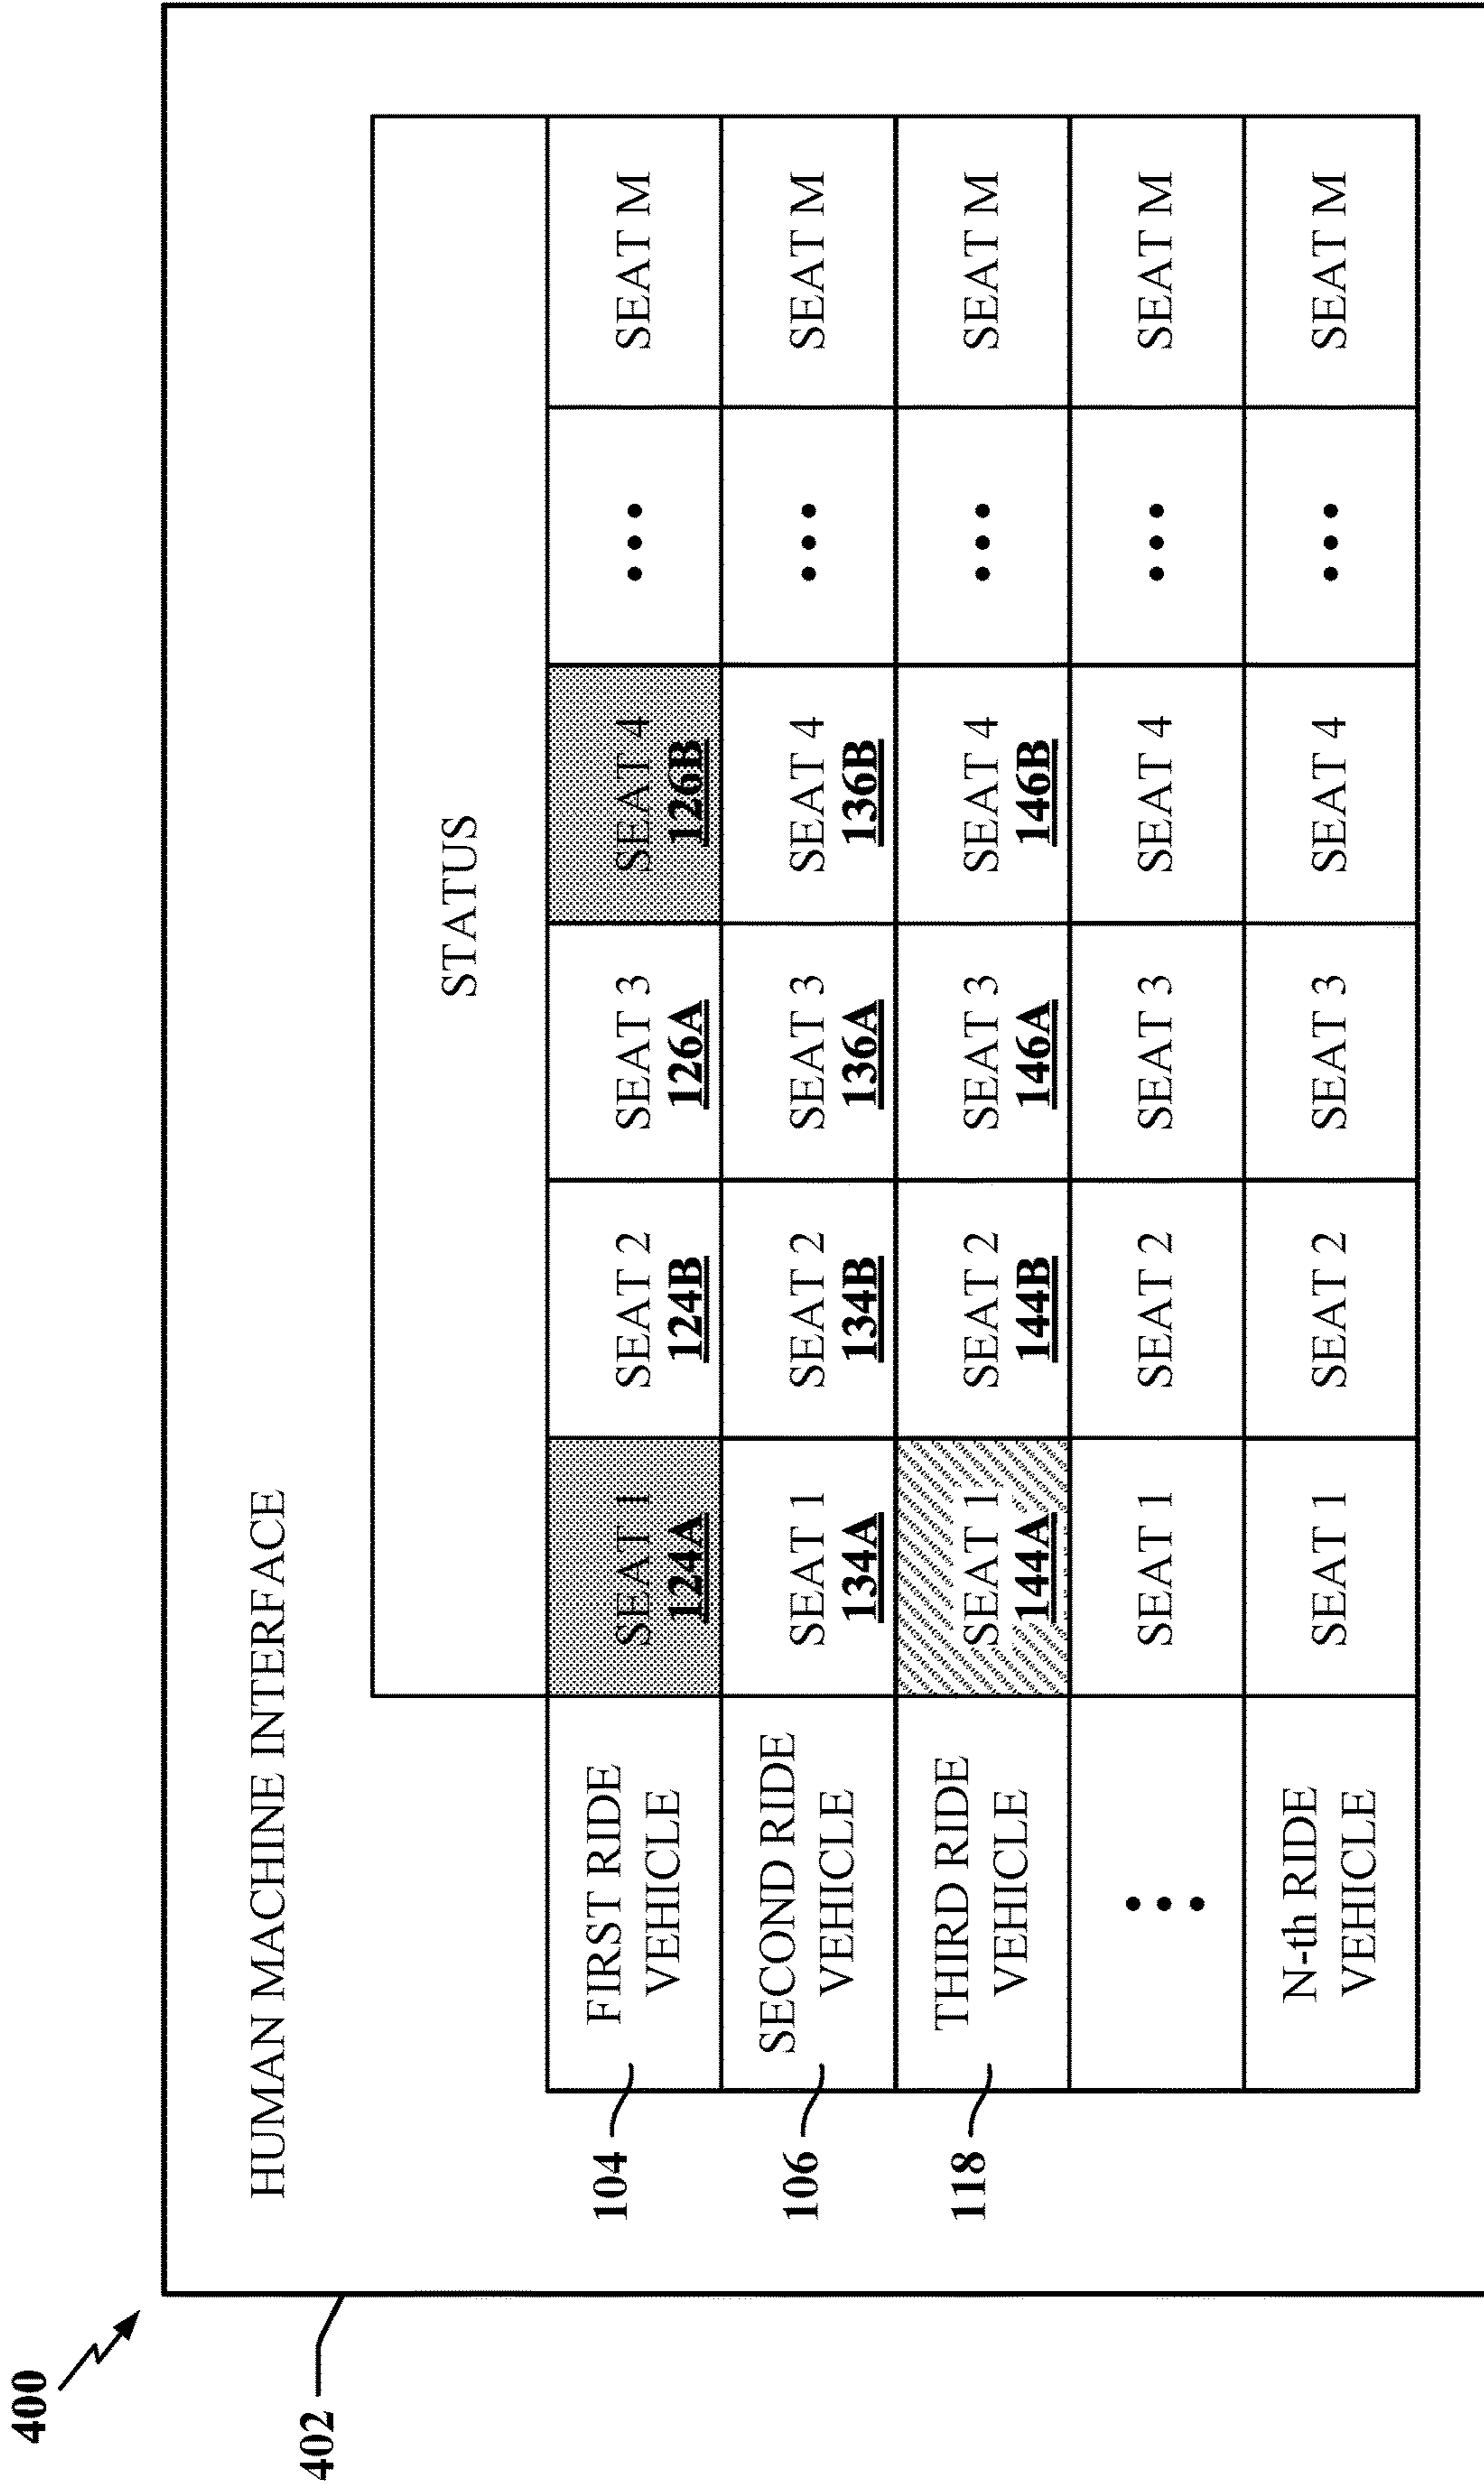 400
402
HUMAN MACHINE INTERFACE
STATUS
104
FIRST RIDE
VEHICLE
SEAT 1
124A
SEAT 2
124B
SEAT 3
126A
SEAT 4
126B
•••
SEAT M
106
SECOND RIDE
VEHICLE
SEAT 1
134A
SEAT 2
134B
SEAT 3
136A
SEAT 4
136B
•••
SEAT M
118
THIRD RIDE
VEHICLE
SEAT 1
144A
SEAT 2
144B
SEAT 3
146A
SEAT 4
146B
•••
SEAT M
•••
SEAT 1
SEAT 2
SEAT 3
SEAT 4
•••
SEAT M
N-th RIDE
VEHICLE
SEAT 1
SEAT 2
SEAT 3
SEAT 4
•••
SEAT M